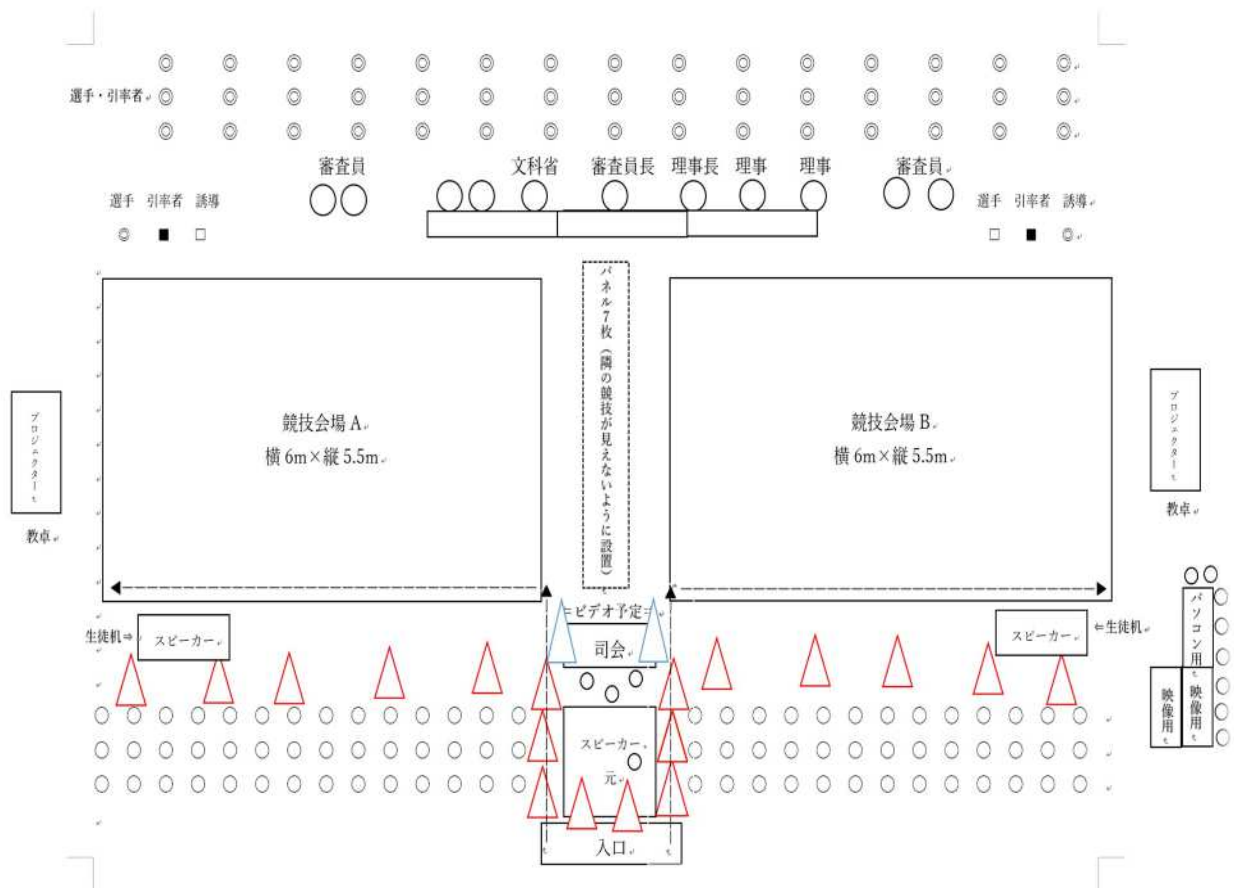 選手・引率者
審査員
文科省
審査員長
理事長
理事
理事
審査員
選手 引率者 誘導
選手 引率者 誘導
パネル7枚（隣の競技が見えないように設置）
プロジェクター
教卓
競技会場 A
横 6m×縦 5.5m
競技会場 B
横 6m×縦 5.5m
プロジェクター
教卓
=ビデオ予定=
司会
生徒机⇒
スピーカー
スピーカー
⇐生徒机
パソコン用
映像用
映像用
スピーカー
元
入口